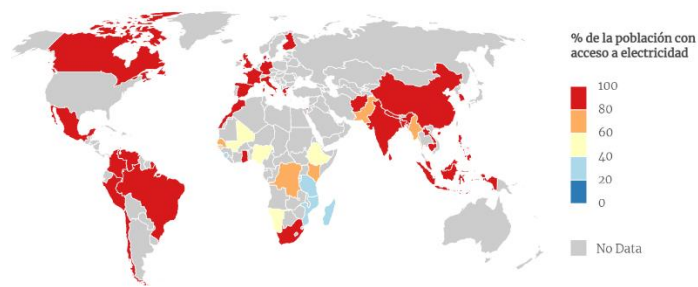 % de la población con
acceso a electricidad
100
80
60
40
20
0
No Data